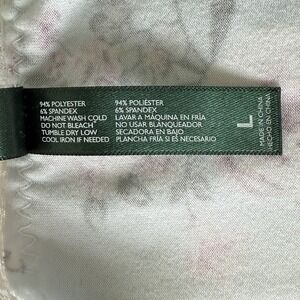 94% POLYESTER
6% SPANDEX
MACHINE WASH COLD
DO NOT BLEACH
TUMBLE DRY LOW
COOL IRON IF NEEDED
94% POLIÉSTER
6% SPANDEX
LAVAR A MAQUINA EN FRÍA
NO USAR BLANQUEADOR
SECADORA EN BAJO
PLANCHA FRÍA SI ES NECESARIO
L
MADE IN CHINA
HECHO EN CHINA